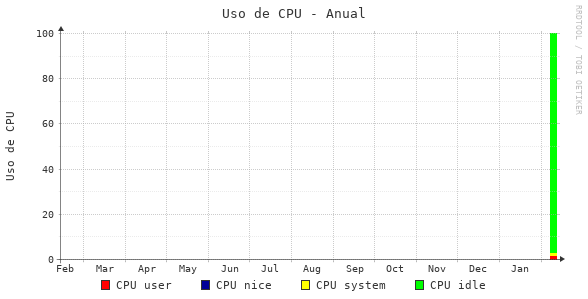 Uso de CPU - Anual
RRDTOOL / TOBI OETIKER
Uso de CPU
100
80
60
40
20
0
Feb Mar Apr May Jun Jul Aug Sep Oct Nov Dec Jan
CPU user CPU nice CPU system CPU idle